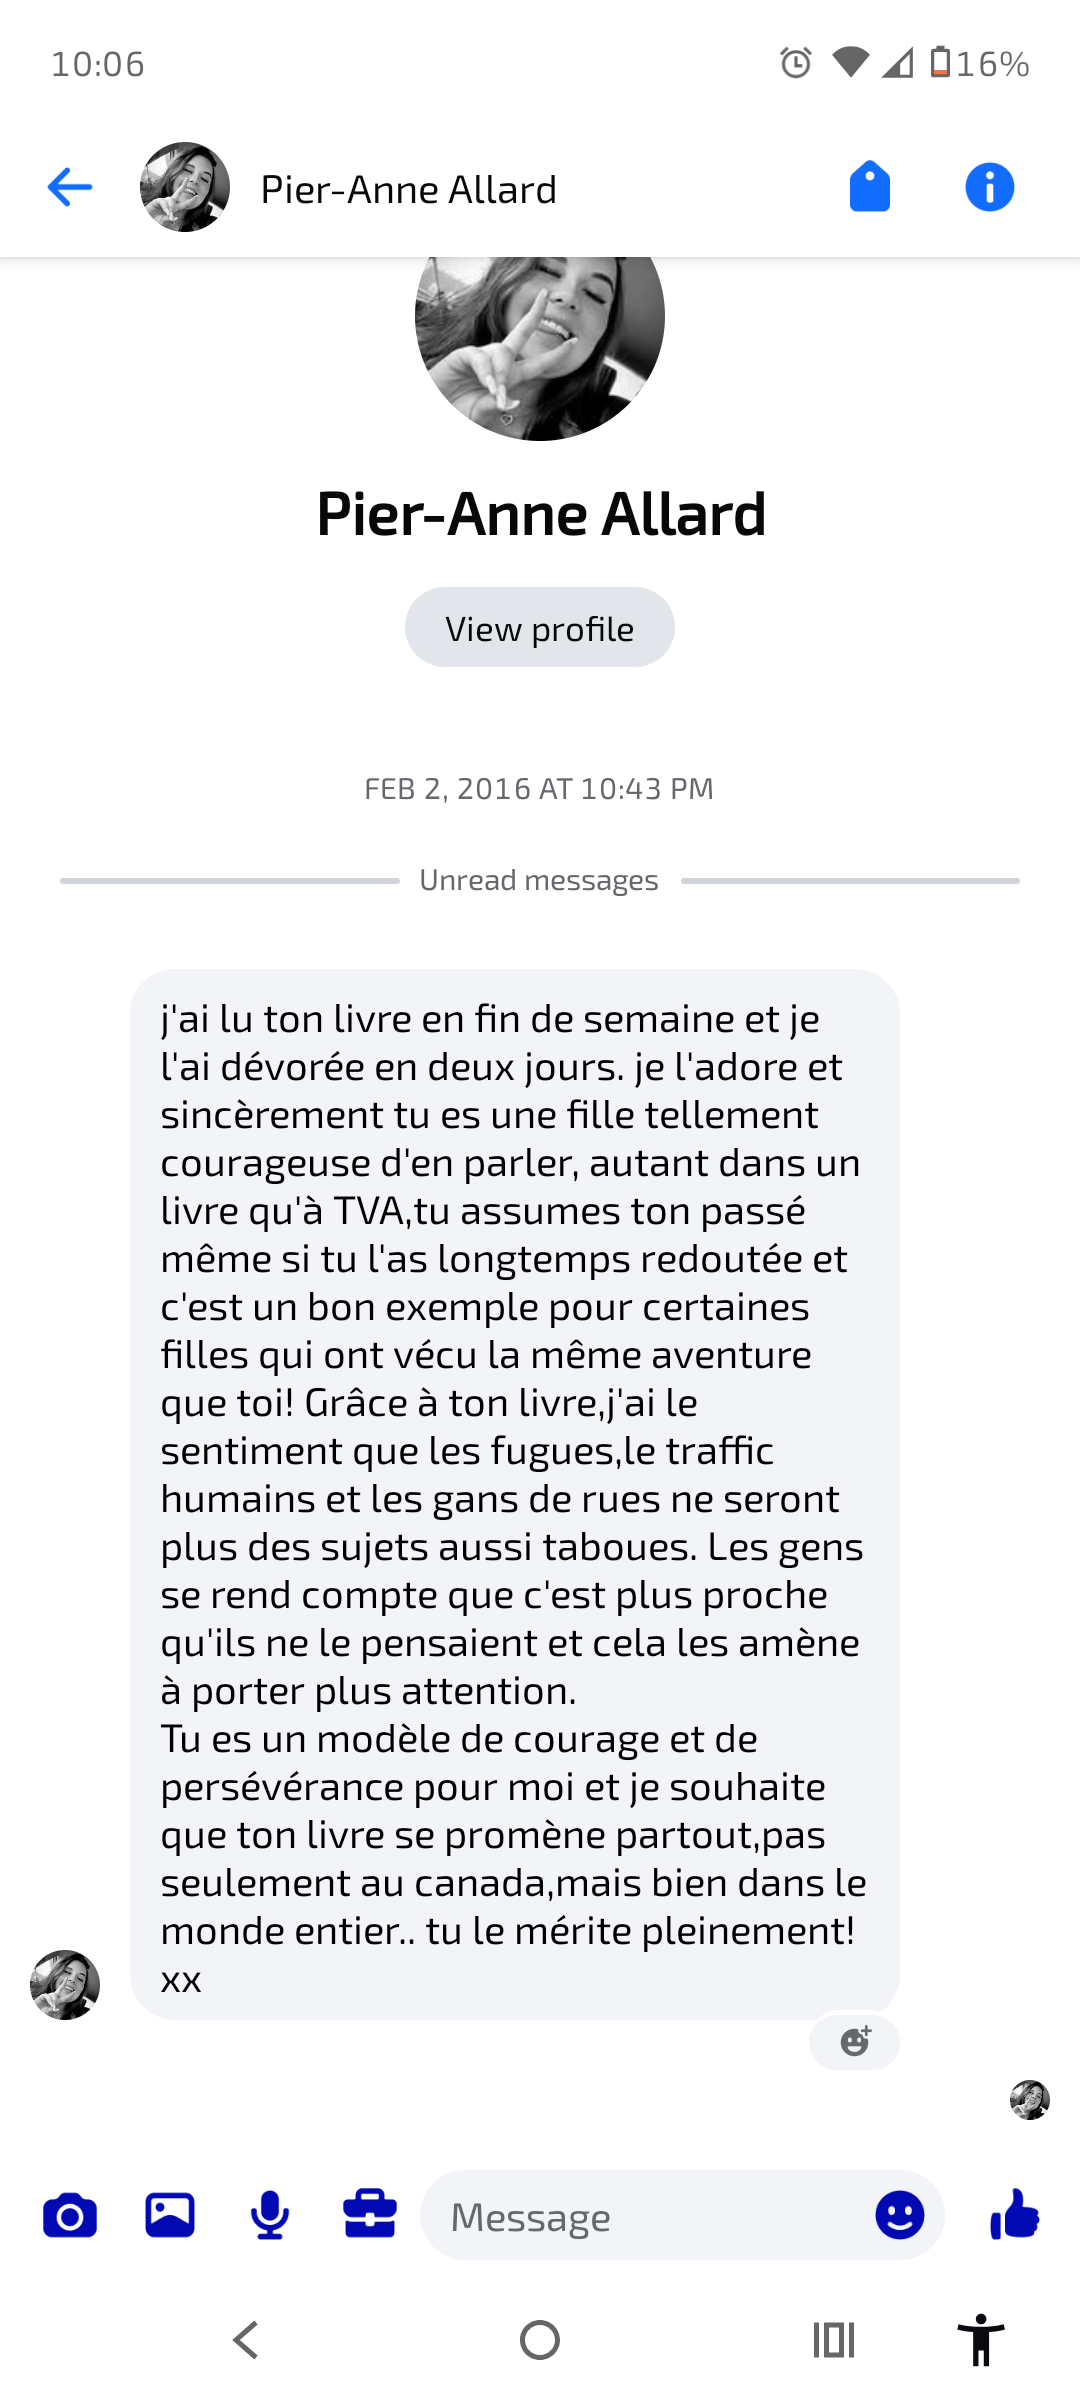 10:06
16%
Pier-Anne Allard
Pier-Anne Allard
View profile
FEB 2, 2016 AT 10:43 PM
Unread messages
j'ai lu ton livre en fin de semaine et je
l'ai dévorée en deux jours. je l'adore et
sincèrement tu es une fille tellement
courageuse d'en parler, autant dans un
livre qu'à TVA,tu assumes ton passé
même si tu l'as longtemps redoutée et
c'est un bon exemple pour certaines
filles qui ont vécu la même aventure
que toi! Grâce à ton livre,j'ai le
sentiment que les fugues,le traffic
humains et les gans de rues ne seront
plus des sujets aussi taboues. Les gens
se rend compte que c'est plus proche
qu'ils ne le pensaient et cela les amène
à porter plus attention.
Tu es un modèle de courage et de
persévérance pour moi et je souhaite
que ton livre se promène partout,pas
seulement au canada,mais bien dans le
monde entier.. tu le mérite pleinement!
xx
Message